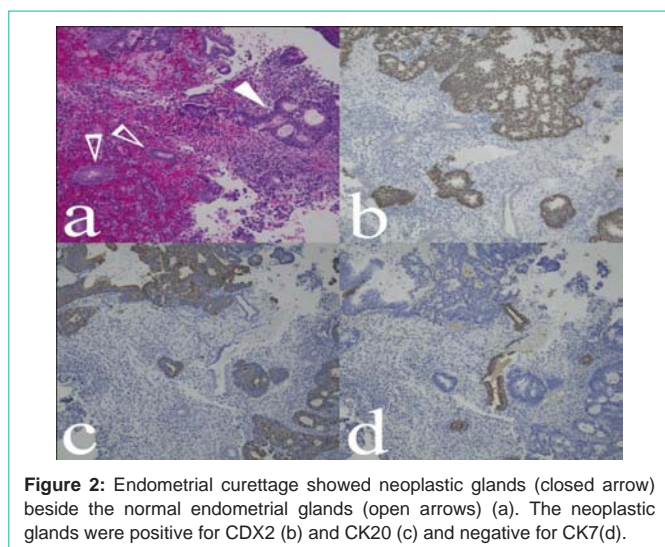 a
b
c
d
Figure 2: Endometrial curettage showed neoplastic glands (closed arrow)
beside the normal endometrial glands (open arrows) (a). The neoplastic
glands were positive for CDX2 (b) and CK20 (c) and negative for CK7(d).